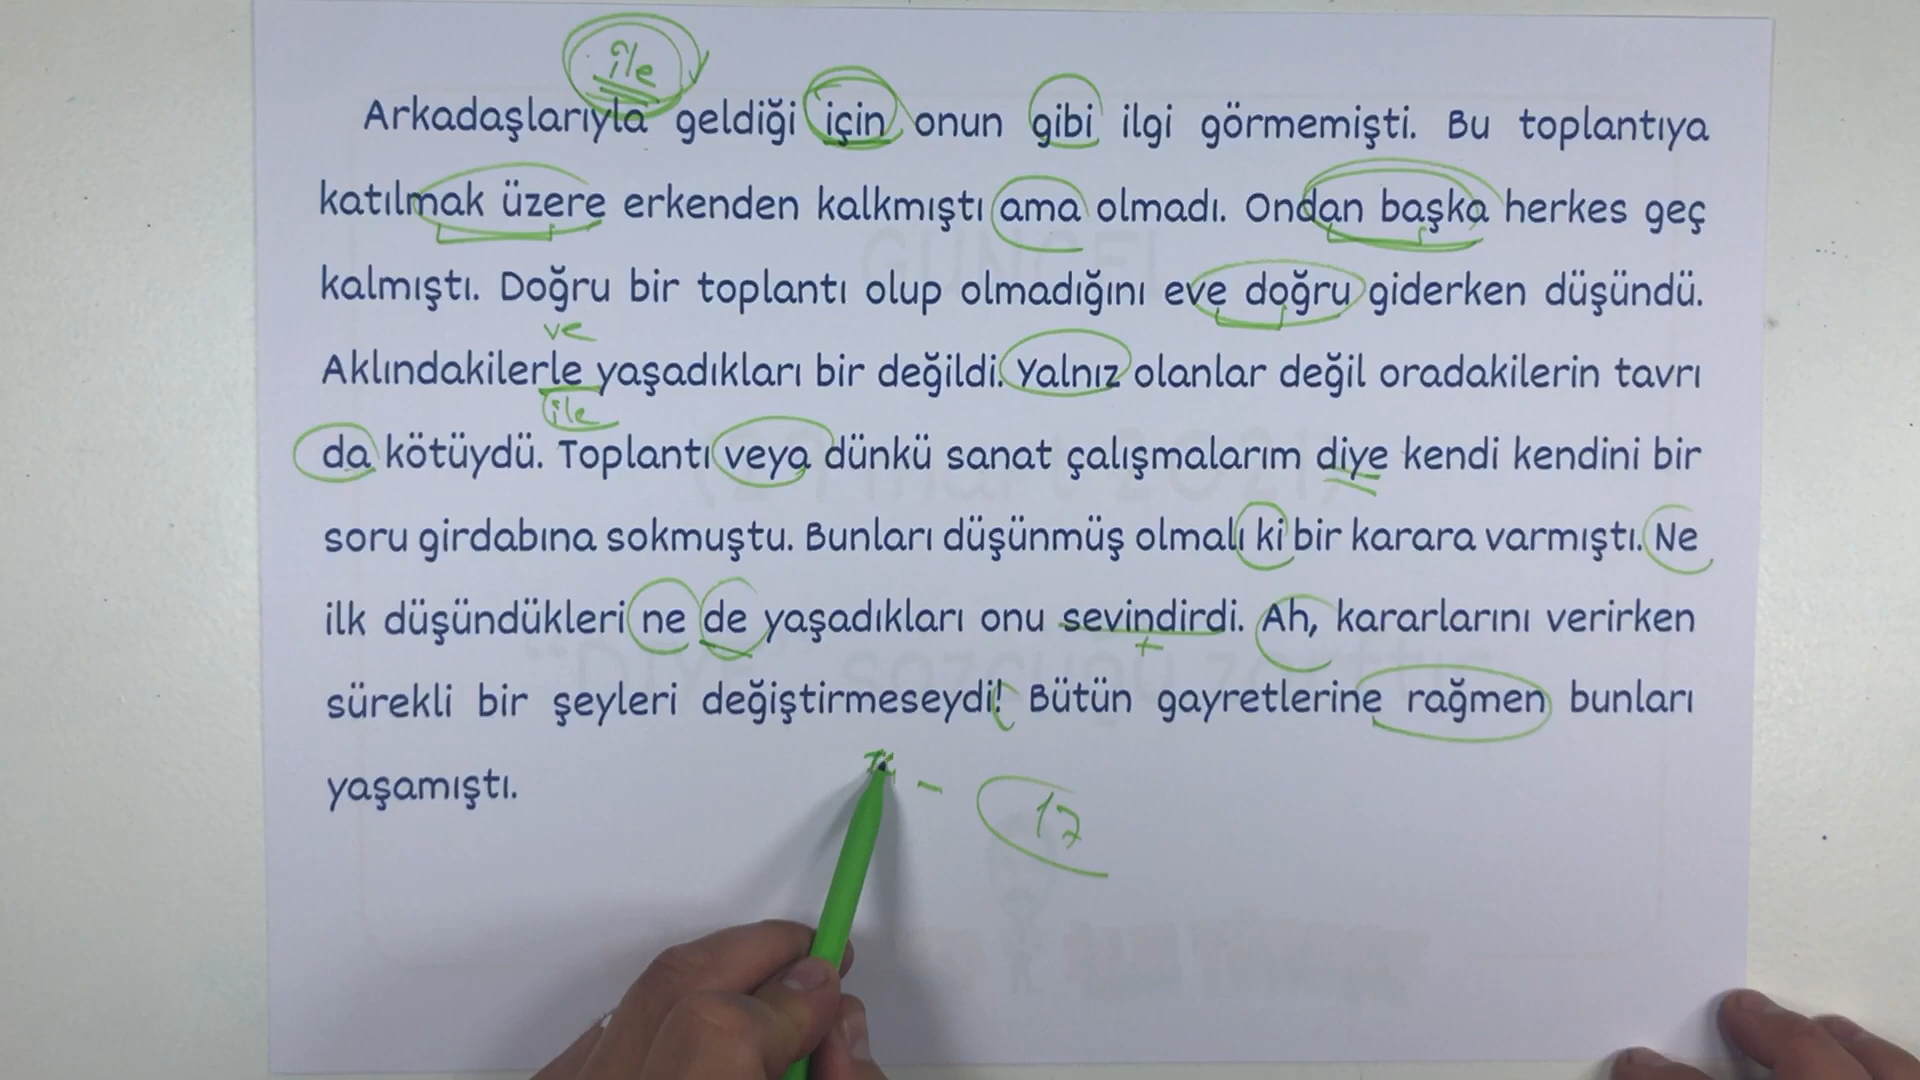 ile
Arkadaşlarıyla geldiği için onun gibi ilgi görmemişti. Bu toplantıya
katılmak üzere erkenden kalkmıştı ama olmadı. Ondan başka herkes geç
kalmıştı. Doğru bir toplantı olup olmadığını eve doğru giderken düşündü.
ve
Aklındakilerle yaşadıkları bir değildi. Yalnız olanlar değil oradakilerin tavrı
ile
da kötüydü. Toplantı veya dünkü sanat çalışmalarım diye kendi kendini bir
soru girdabına sokmuştu. Bunları düşünmüş olmalı ki bir karara varmıştı. Ne
ilk düşündükleri ne de yaşadıkları onu sevindirdi. Ah, kararlarını verirken
+
sürekli bir şeyleri değiştirmeseydi! Bütün gayretlerine rağmen bunları
yaşamıştı.
- 17